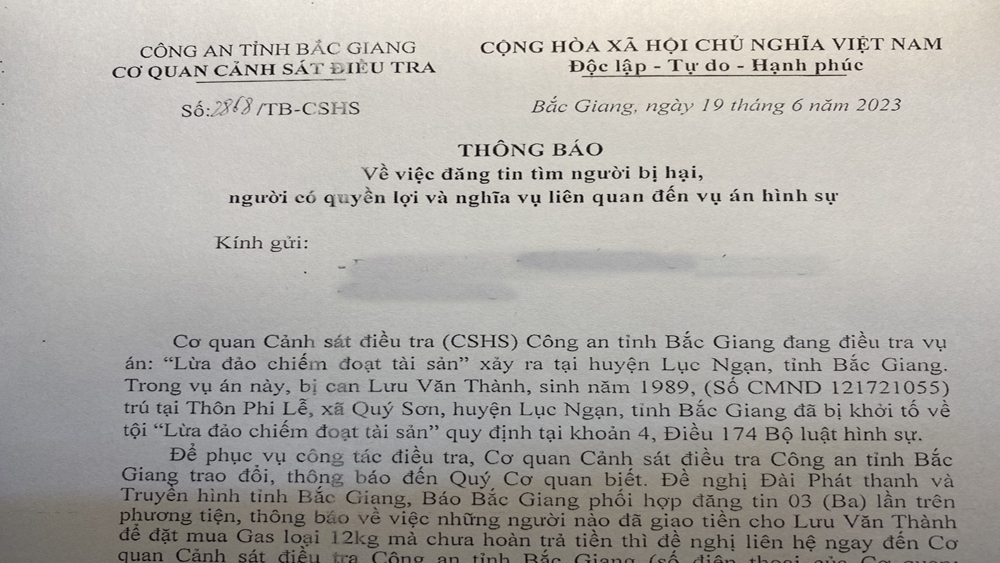 CÔNG AN TỈNH BẮC GIANG
CƠ QUAN CẢNH SÁT ĐIỀU TRA
Số: 2868/TB-CSHS
CỘNG HÒA XÃ HỘI CHỦ NGHĨA VIỆT NAM
Độc lập - Tự do - Hạnh phúc
Bắc Giang, ngày 19 tháng 6 năm 2023
THÔNG BÁO
Về việc đăng tin tìm người bị hại,
người có quyền lợi và nghĩa vụ liên quan đến vụ án hình sự
Kính gửi:
Cơ quan Cảnh sát điều tra (CSHS) Công an tỉnh Bắc Giang đang điều tra vụ
án: “Lừa đảo chiếm đoạt tài sản” xảy ra tại huyện Lục Ngạn, tỉnh Bắc Giang.
Trong vụ án này, bị can Lưu Văn Thành, sinh năm 1989, (Số CMND 121721055)
trú tại Thôn Phi Lễ, xã Quý Sơn, huyện Lục Ngạn, tỉnh Bắc Giang đã bị khởi tố về
tội “Lừa đảo chiếm đoạt tài sản” quy định tại khoản 4, Điều 174 Bộ luật hình sự.
Để phục vụ công tác điều tra, Cơ quan Cảnh sát điều tra Công an tỉnh Bắc
Giang trao đổi, thông báo đến Quý Cơ quan biết. Đề nghị Đài Phát thanh và
Truyền hình tỉnh Bắc Giang, Báo Bắc Giang phối hợp đăng tin 03 (Ba) lần trên
phương tiện, thông báo về việc những người nào đã giao tiền cho Lưu Văn Thành
để đặt mua Gas loại 12kg mà chưa hoàn trả tiền thì đề nghị liên hệ ngay đến Cơ
quan Cảnh sát điều tra Công an tỉnh Bắc Giang (số điện thoại của Cơ quan: